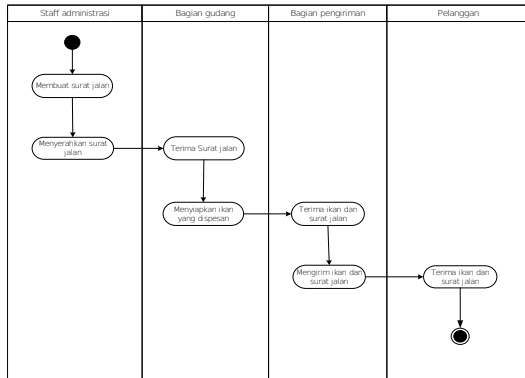 Staff administrasi
Bagian gudang
Bagian pengiriman
Pelanggan
Membuat surat jalan
Menyerahkan surat
jalan
Terima Surat jalan
Menyiapkan ikan
yang dispesan
Terima ikan dan
surat jalan
Mengirim ikan dan
surat jalan
Terima ikan dan
surat jalan